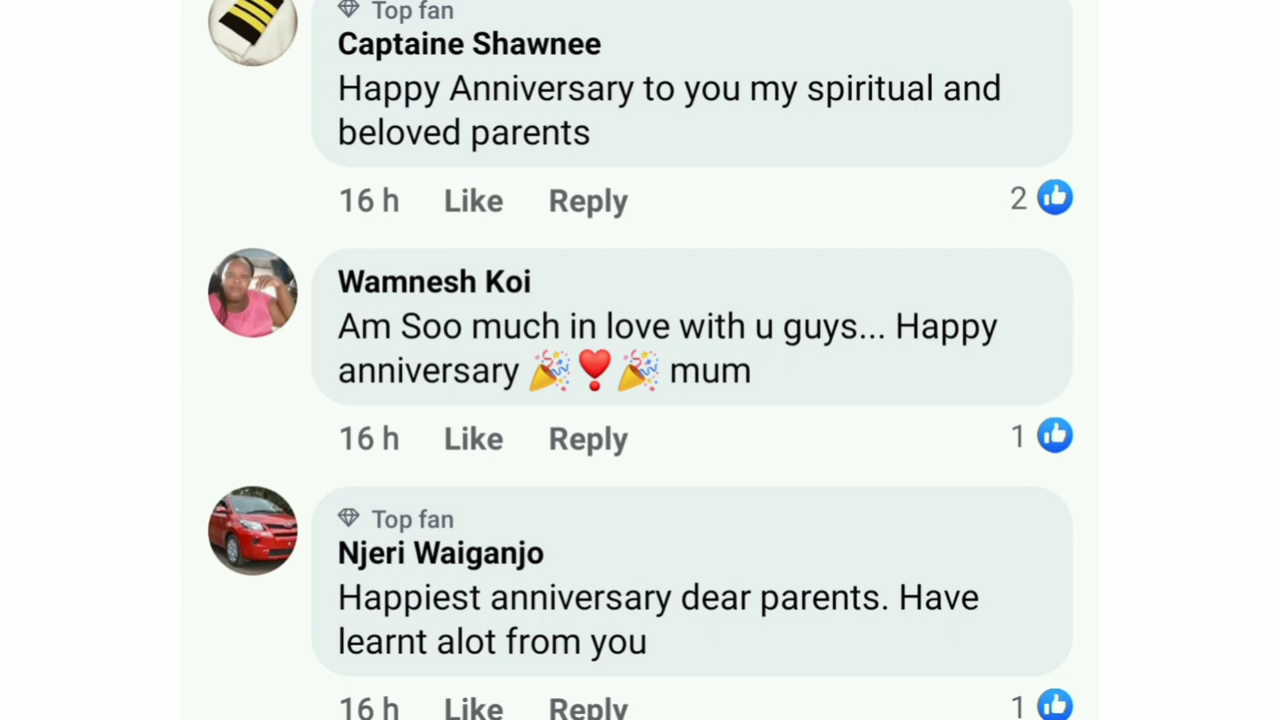 Top fan
Captaine Shawnee
Happy Anniversary to you my spiritual and
beloved parents
16 h Like Reply 2
Wamnesh Koi
Am Soo much in love with u guys... Happy
anniversary 🎉❣️🎉 mum
16 h Like Reply 1
Top fan
Njeri Waiganjo
Happiest anniversary dear parents. Have
learnt alot from you
16 h Like Reply 1